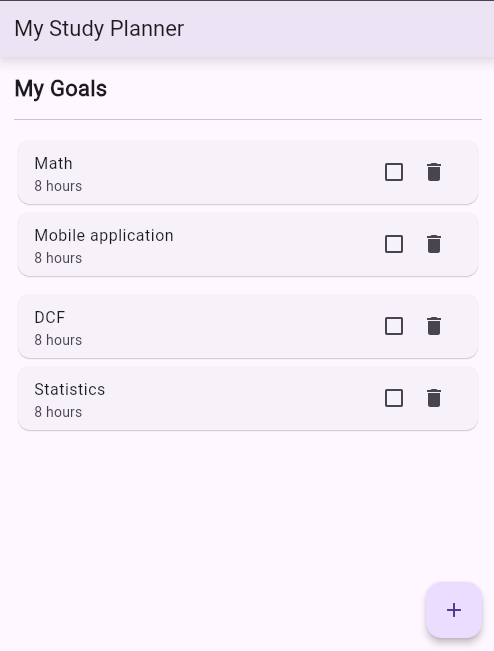 My Study Planner
My Goals
Math
8 hours
Mobile application
8 hours
DCF
8 hours
Statistics
8 hours